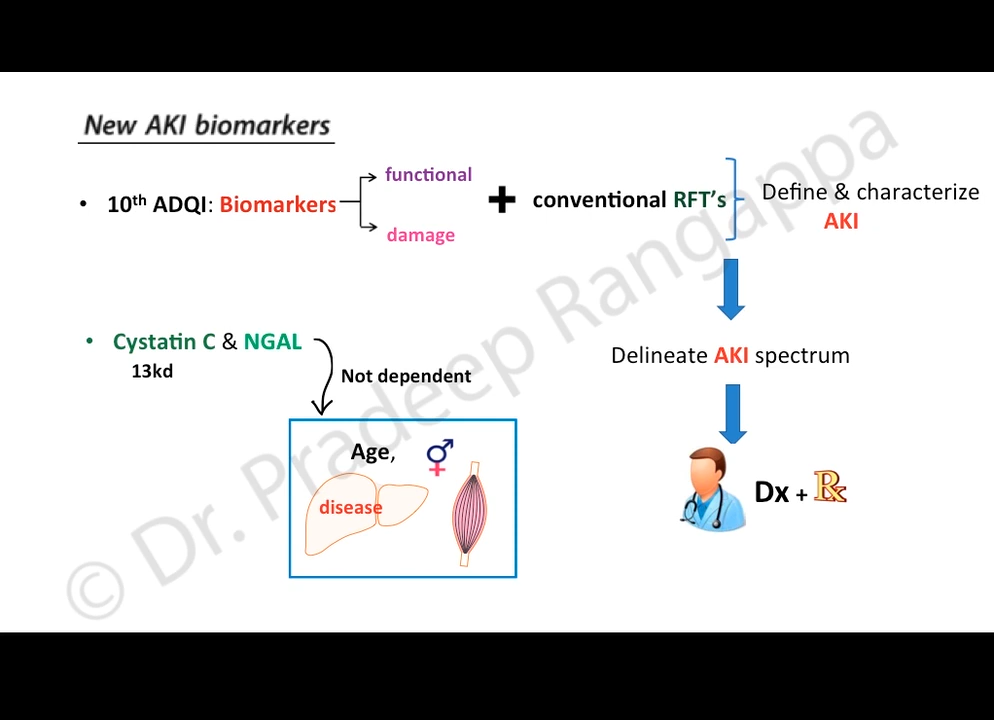 New AKI biomarkers
functional
• 10th ADQI: Biomarkers + conventional RFT's Define & characterize
AKI
damage
• Cystatin C & NGAL
13kd
Not dependent
Delineate AKI spectrum
Age,
disease
Dx + Rx
© Dr. Pradeep Rangappa